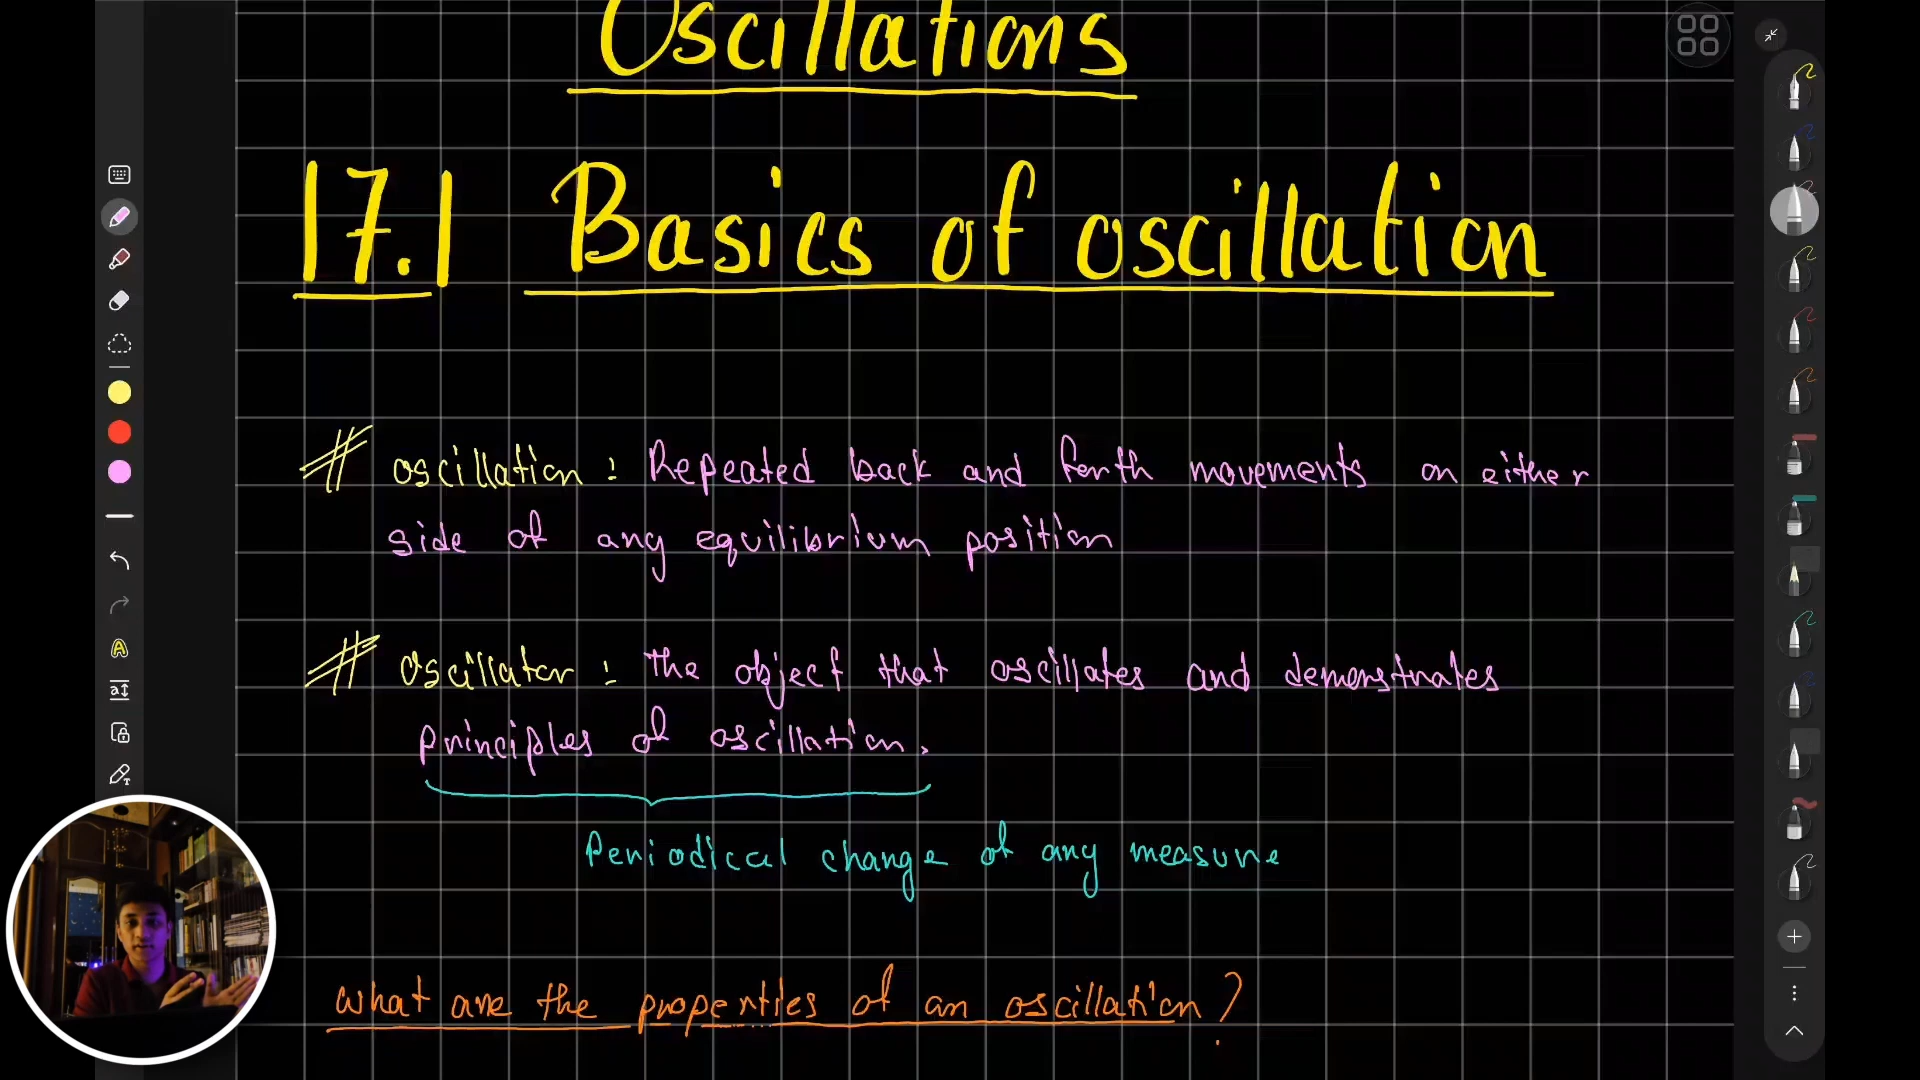 Oscillations
17.1 Basics of oscillation
# oscillation : Repeated back and forth movements on either
side of any equilibrium position
# oscillator : The object that oscillates and demonstrates
principles of oscillation.
Periodical change of any measure
what are the properties of an oscillation?